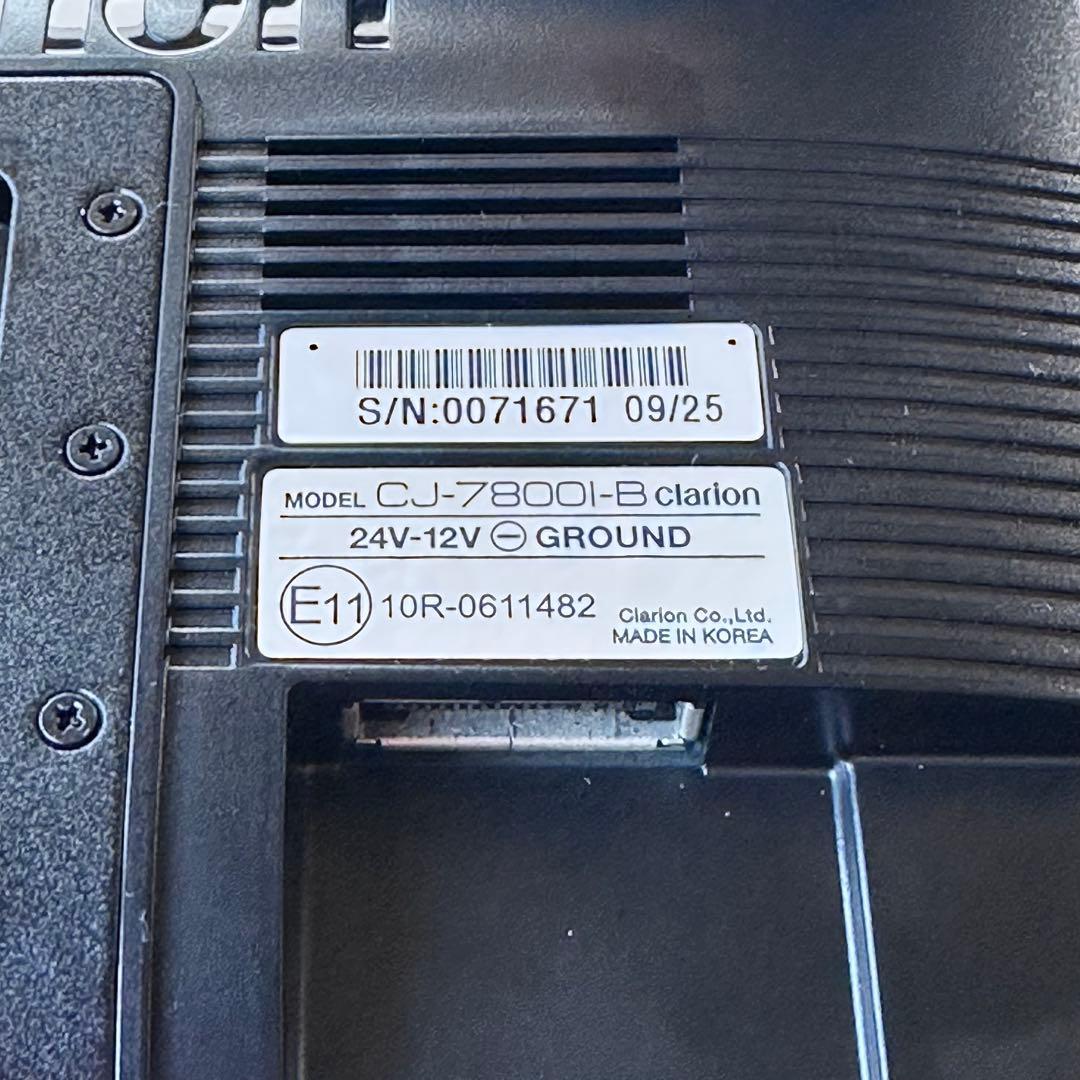 S/N:0071671 09/25
MODEL CJ-7800I-B clarion
24V-12V ⊖ GROUND
E11 10R-0611482
Clarion Co.,Ltd.
MADE IN KOREA